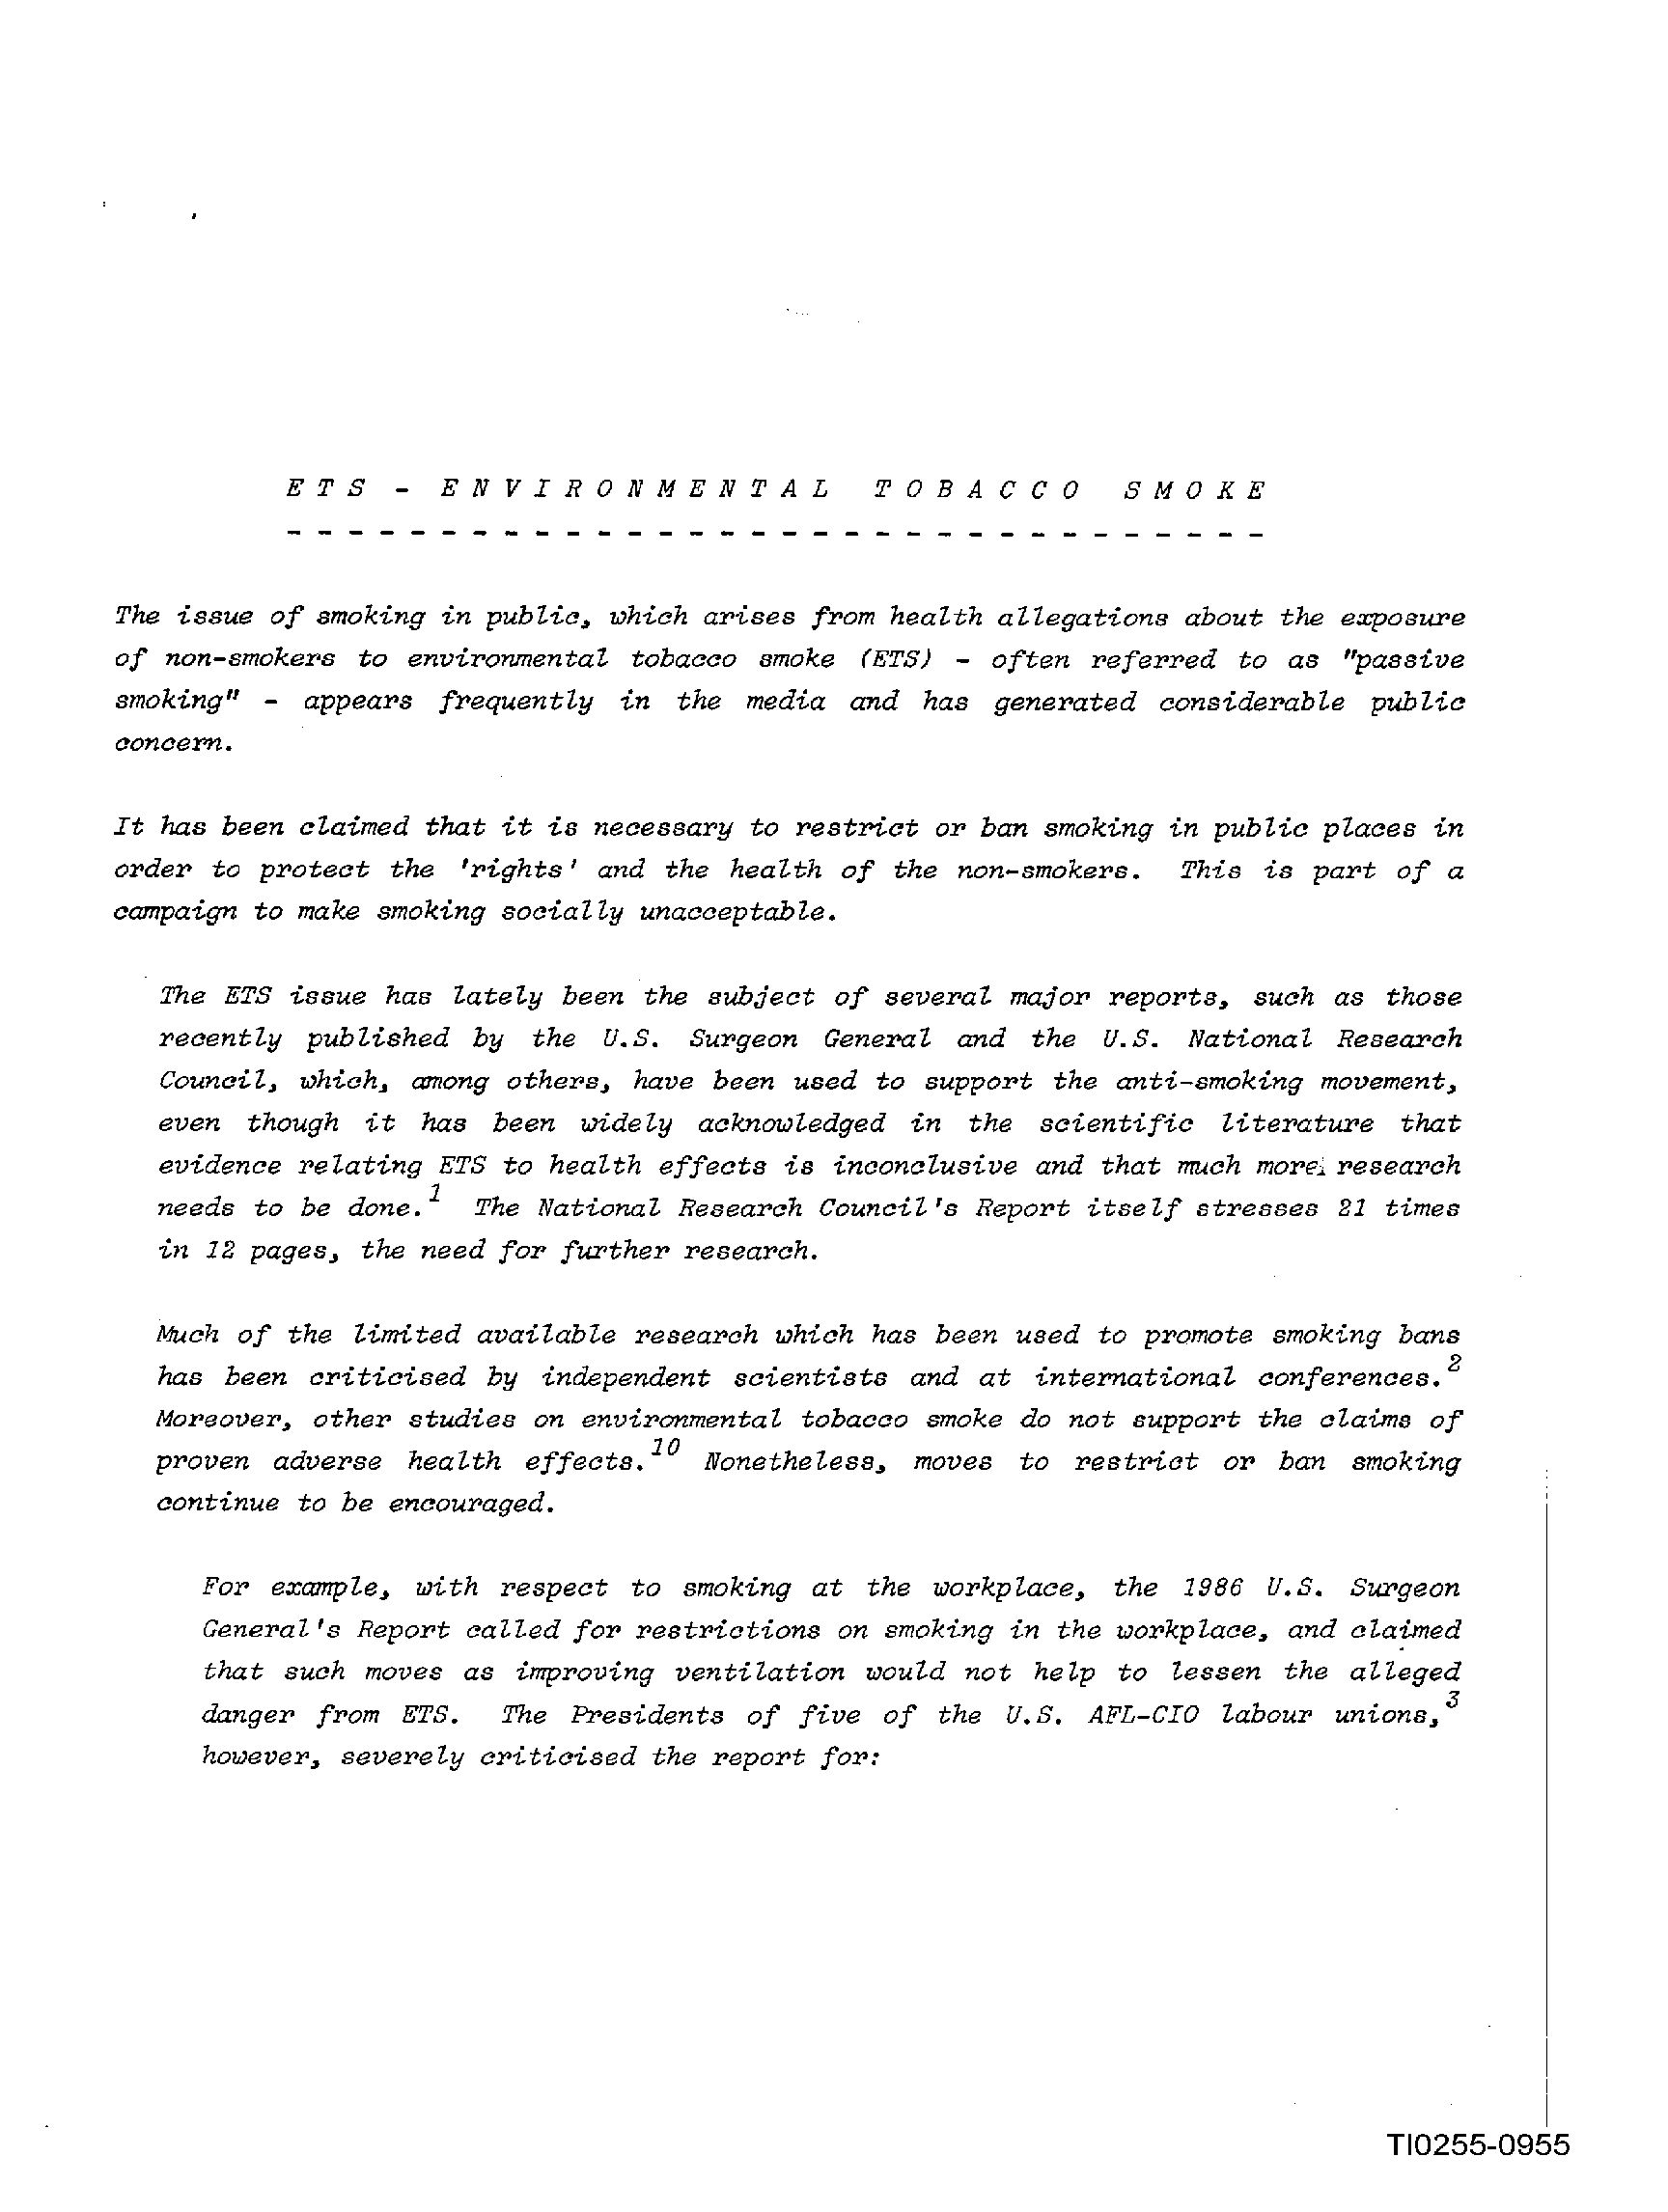 ETS - ENVIRONMENTAL TOBACCO SMOKE
The issue of smoking in public, which arises from health allegations about the exposure
of non-smokers to environmental tobacco smoke (ETS) - often referred to as "passive
smoking" - appears frequently in the media and has generated considerable public
concern.
It has been claimed that it is necessary to restrict or ban smoking in public places in
order to protect the 'rights' and the health of the non-smokers. This is part of a
campaign to make smoking socially unacceptable.
The ETS issue has lately been the subject of several major reports, such as those
recently published by the U.S. Surgeon General and the U.S. National Research
Council, which, among others, have been used to support the anti-smoking movement,
even though it has been widely acknowledged in the scientific literature that
evidence relating ETS to health effects is inconclusive and that much more research
needs to be done.1 The National Research Council's Report itself stresses 21 times
in 12 pages, the need for further research.
Much of the limited available research which has been used to promote smoking bans
has been criticised by independent scientists and at international conferences.2
Moreover, other studies on environmental tobacco smoke do not support the claims of
proven adverse health effects.10 Nonetheless, moves to restrict or ban smoking
continue to be encouraged.
For example, with respect to smoking at the workplace, the 1986 U.S. Surgeon
General's Report called for restrictions on smoking in the workplace, and claimed
that such moves as improving ventilation would not help to lessen the alleged
danger from ETS. The Presidents of five of the U.S. AFL-CIO labour unions,3
however, severely criticised the report for:
TI0255-0955